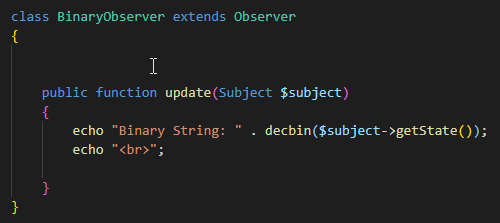 class BinaryObserver extends Observer
{
public function update(Subject $subject)
{
echo "Binary String: " . decbin($subject->getState());
echo "<br>";
}
}